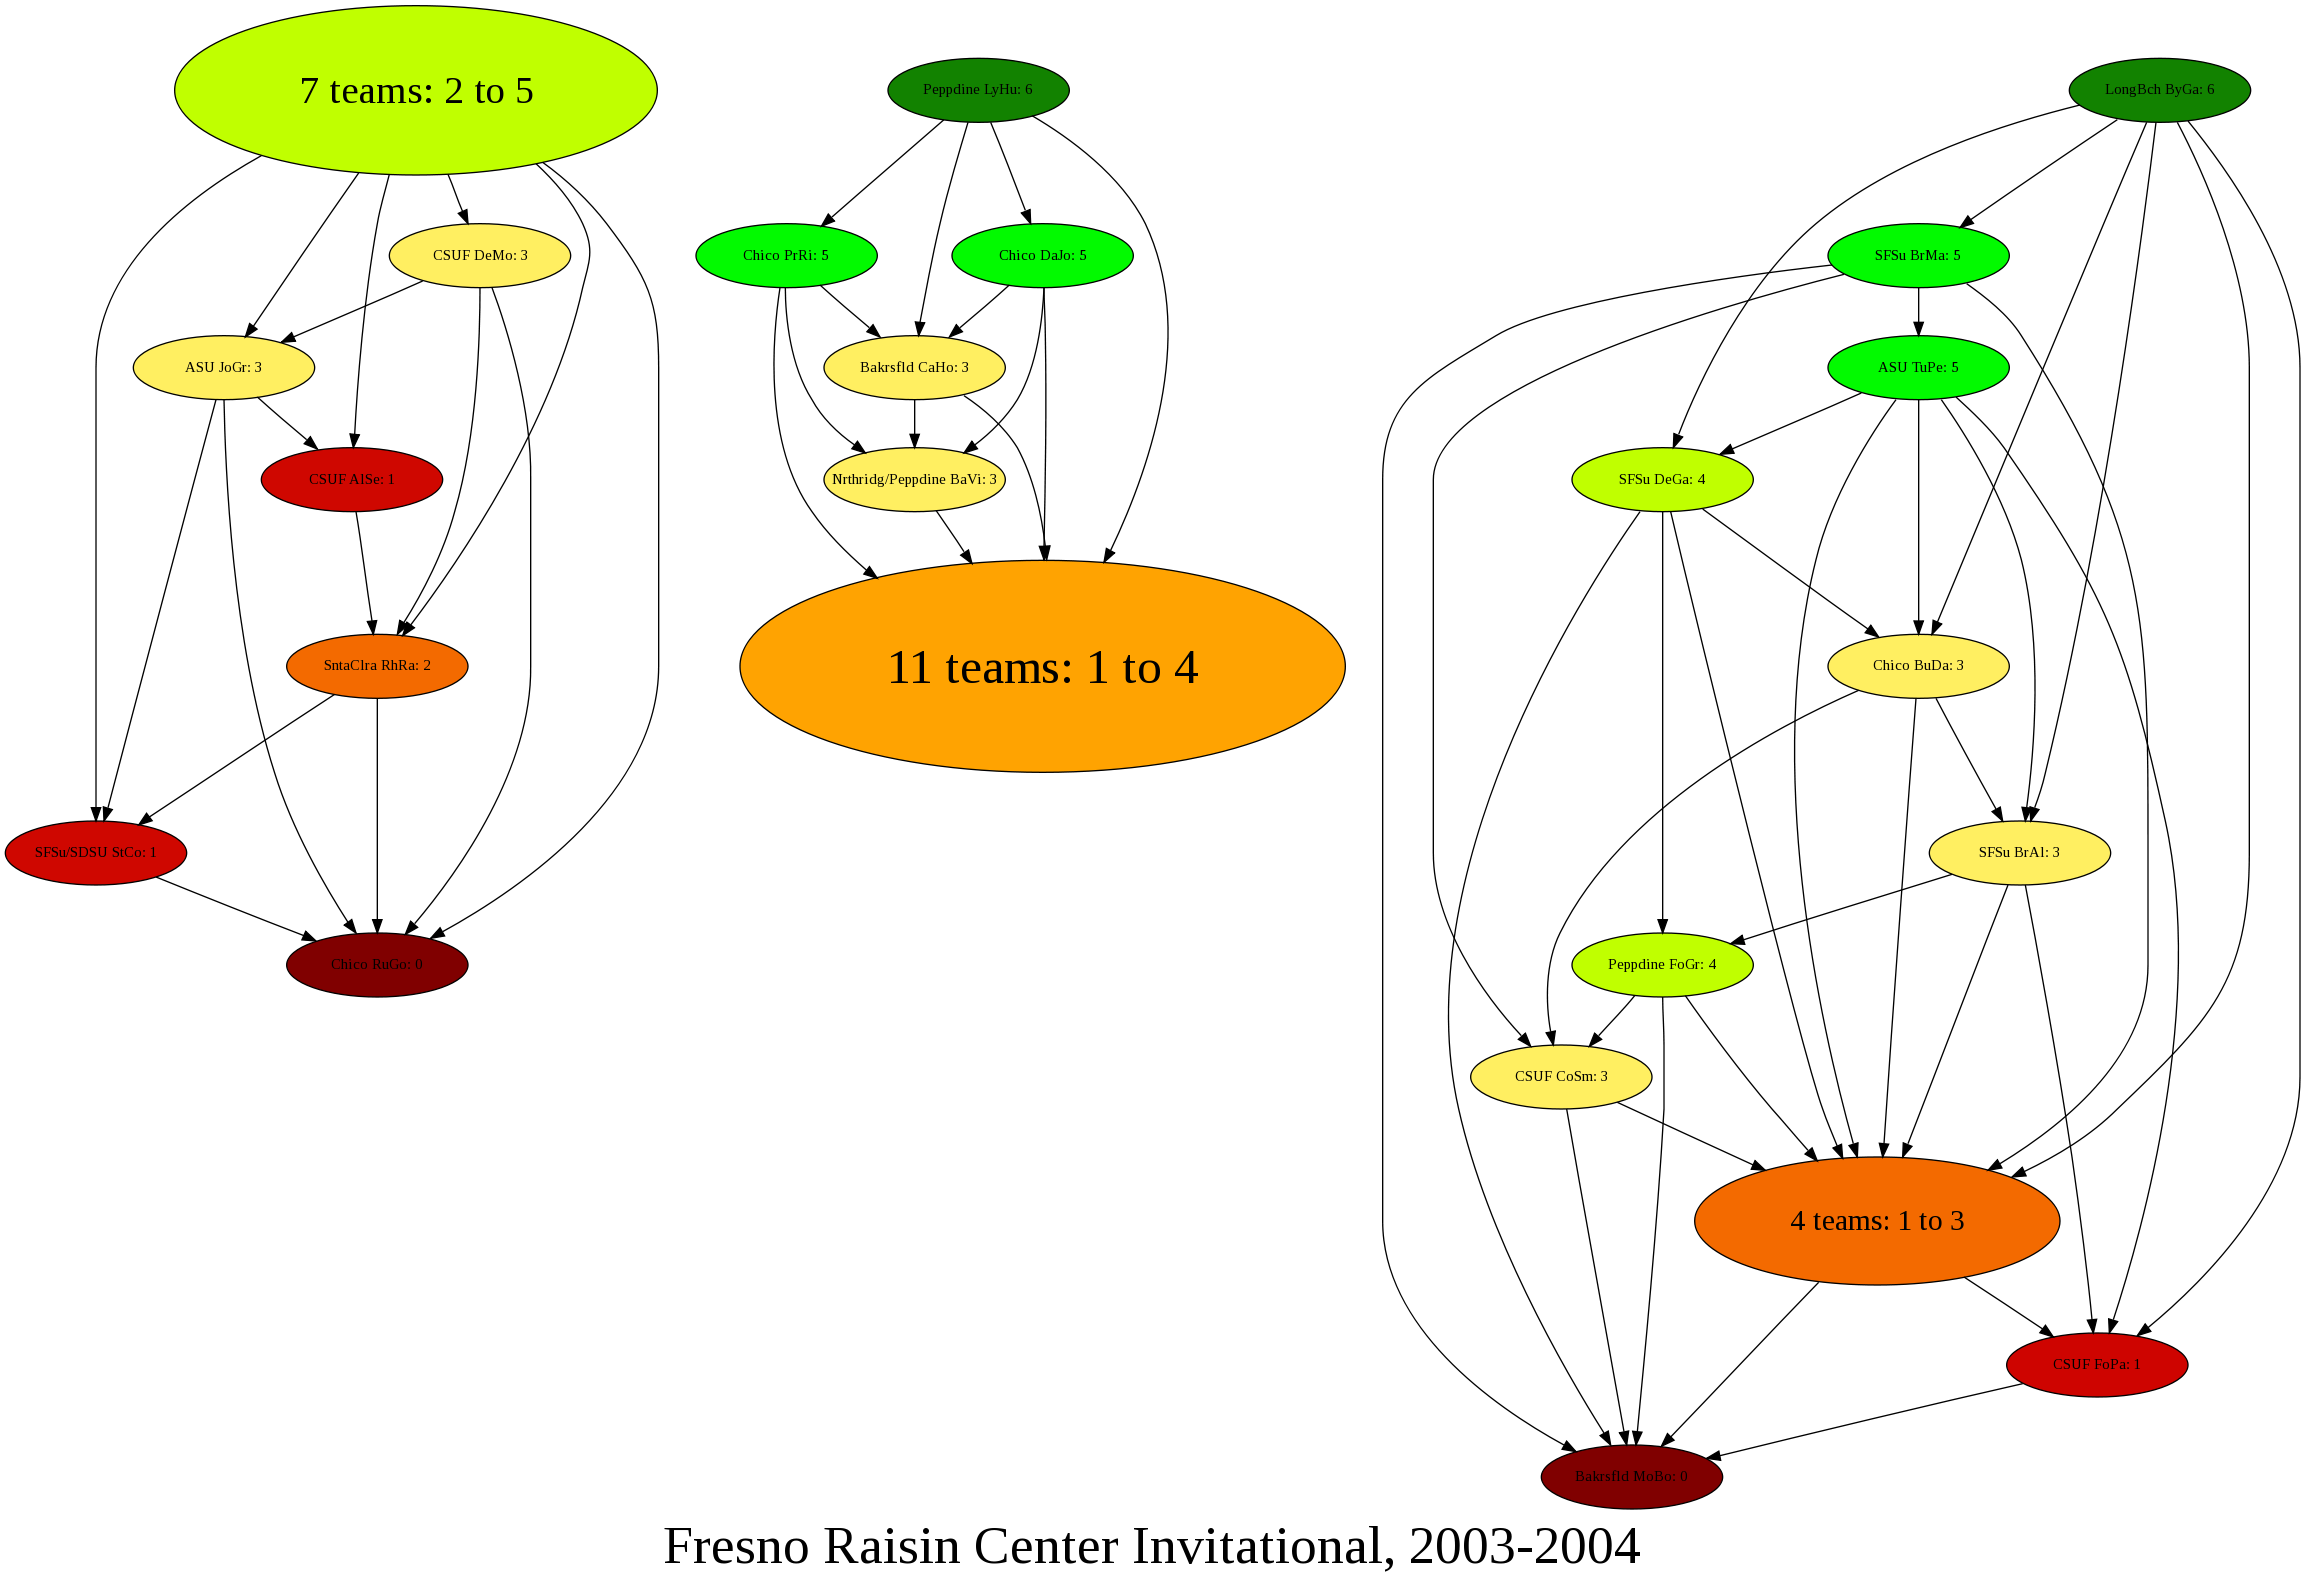 7 teams: 2 to 5
Peppdine LyHu: 6
LongBch ByGa: 6
CSUF DeMo: 3
Chico PrRi: 5
Chico DaJo: 5
SFSu BrMa: 5
ASU JoGr: 3
Bakrsfld CaHo: 3
ASU TuPe: 5
CSUF AlSe: 1
Nrthridg/Peppdine BaVi: 3
SFSu DeGa: 4
SntaClra RhRa: 2
11 teams: 1 to 4
Chico BuDa: 3
SFSu/SDSU StCo: 1
SFSu BrAl: 3
Chico RuGo: 0
Peppdine FoGr: 4
CSUF CoSm: 3
4 teams: 1 to 3
CSUF FoPa: 1
Bakrsfld MoBo: 0
Fresno Raisin Center Invitational, 2003-2004